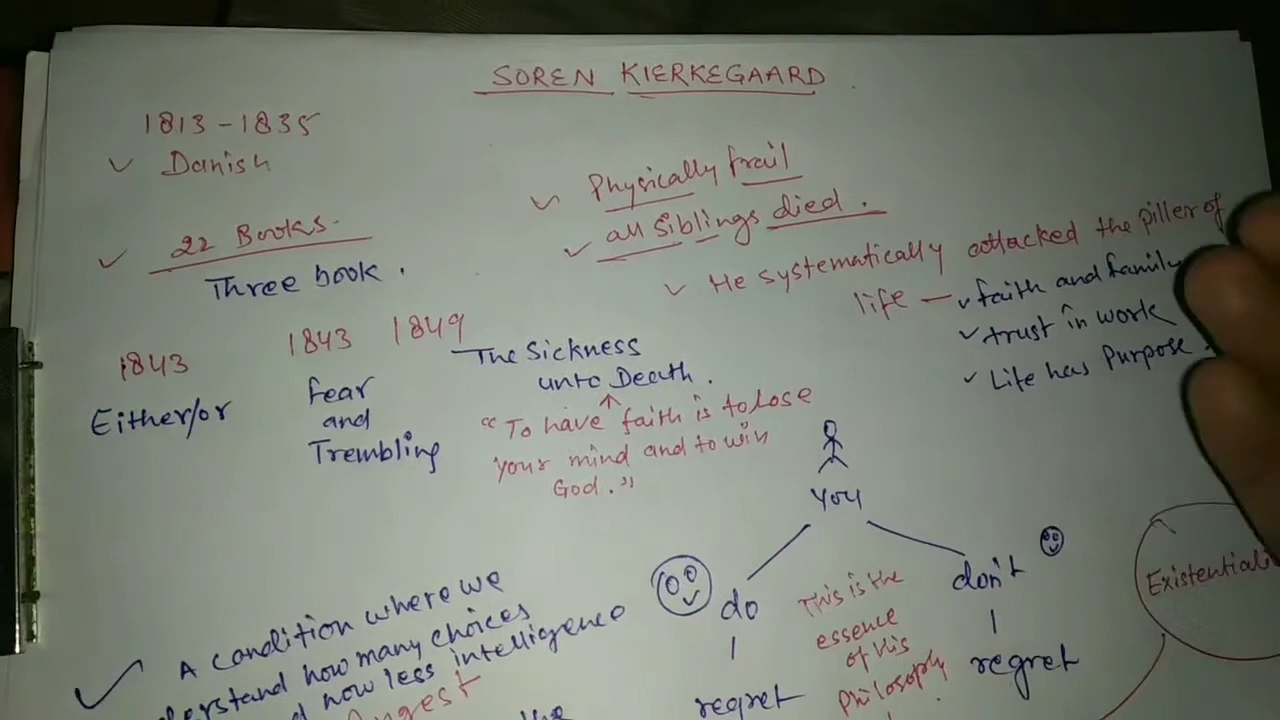 SOREN KIERKEGAARD
1813-1835
Danish
22 Books.
Three book.
Physically frail
all siblings died.
He systematically attacked the piller of
life - faith and family
trust in work
Life has Purpose.
1843
Either/or
1843
Fear
and
Trembling
1849
The Sickness
unto Death.
"To have faith is to lose
your mind and to win
God."
You
do
regret
don't
regret
This is the
essence
of his
Philosophy
A condition where we
how many choices
how less intelligence
the